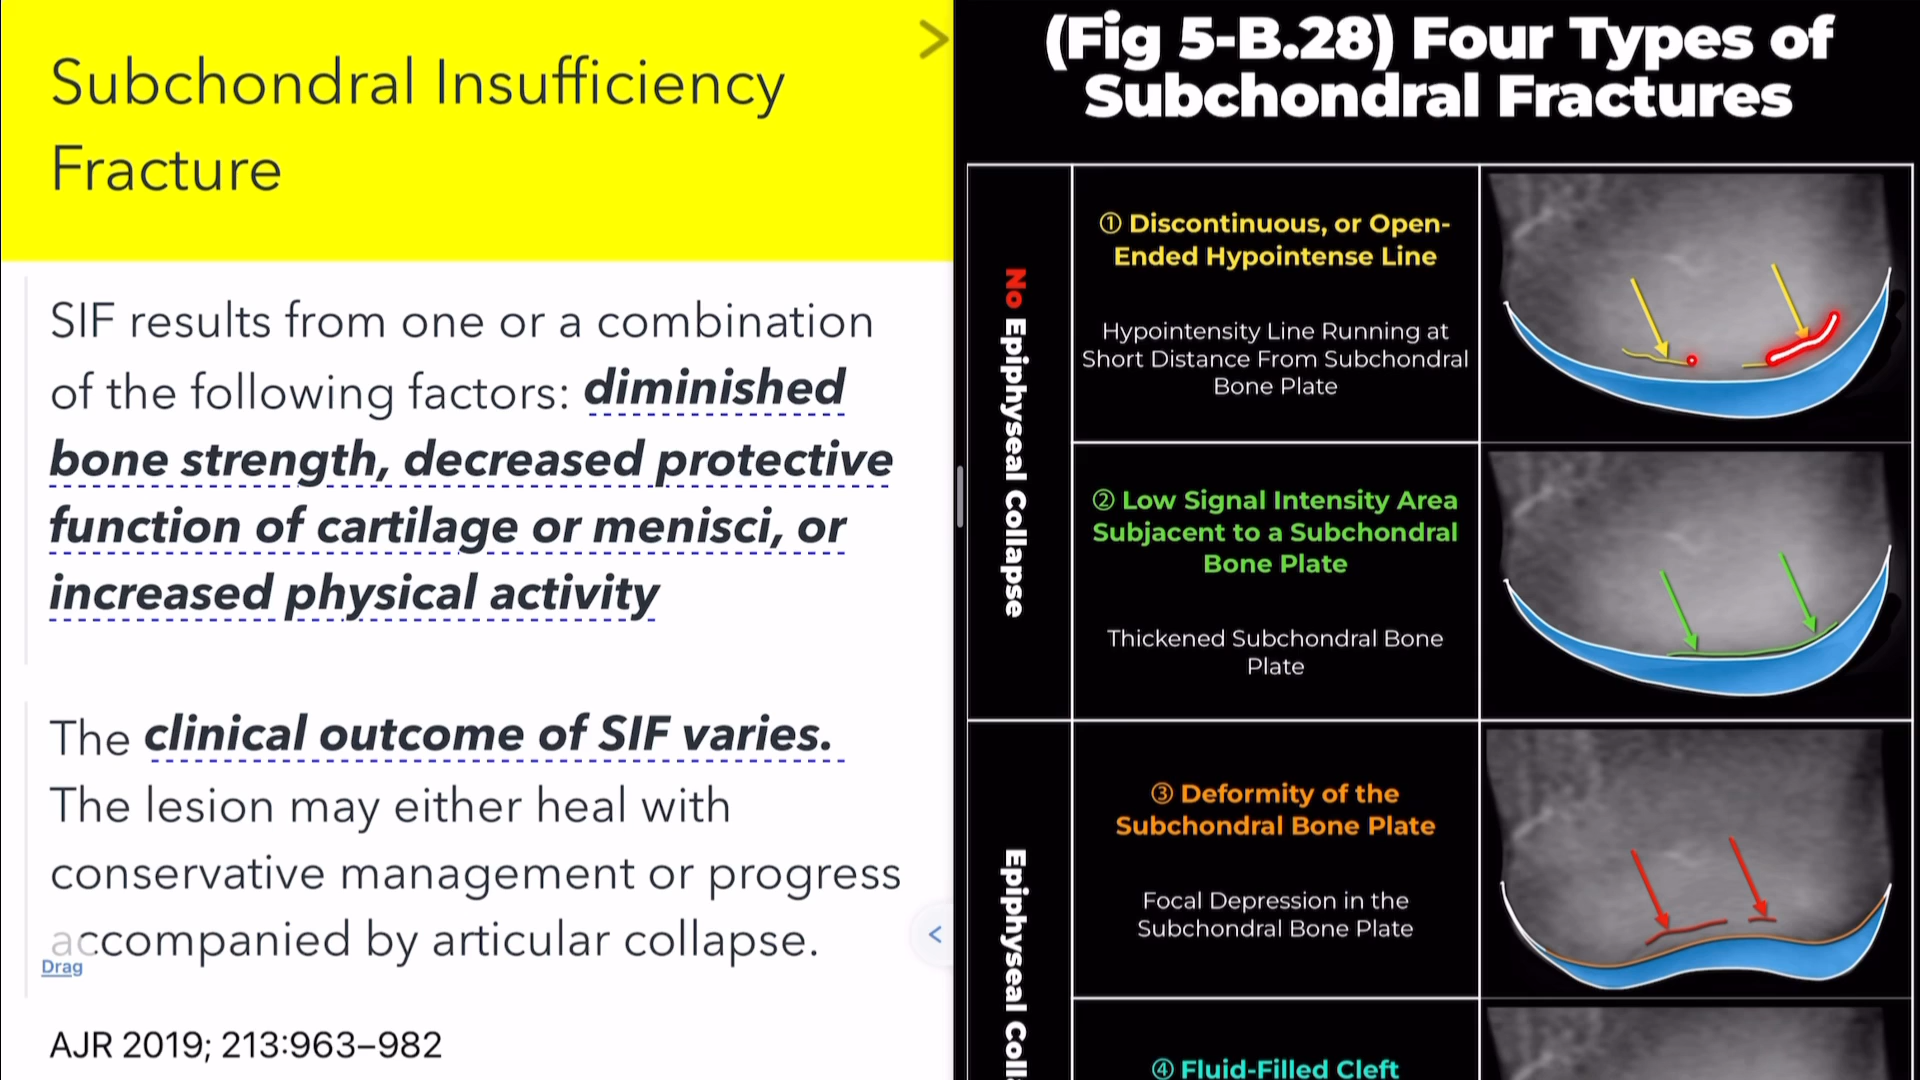 Subchondral Insufficiency
Fracture
>
SIF results from one or a combination
of the following factors: diminished
bone strength, decreased protective
function of cartilage or menisci, or
increased physical activity
The clinical outcome of SIF varies.
The lesion may either heal with
conservative management or progress
accompanied by articular collapse.
Drag
<
AJR 2019; 213:963–982
(Fig 5-B.28) Four Types of
Subchondral Fractures
No Epiphyseal Collapse
① Discontinuous, or Open-
Ended Hypointense Line
Hypointensity Line Running at
Short Distance From Subchondral
Bone Plate
② Low Signal Intensity Area
Subjacent to a Subchondral
Bone Plate
Thickened Subchondral Bone
Plate
Epiphyseal Coll
③ Deformity of the
Subchondral Bone Plate
Focal Depression in the
Subchondral Bone Plate
④ Fluid-Filled Cleft